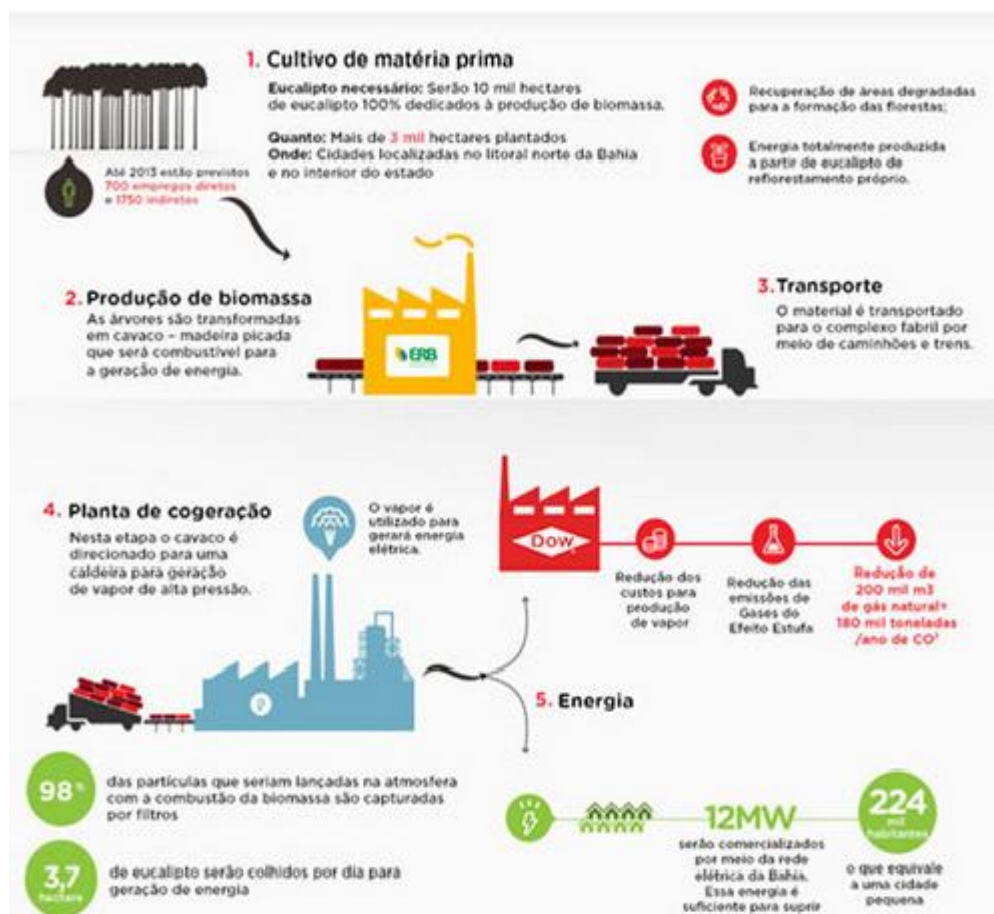 1. Cultivo de matéria prima
Eucalipto necessário: Serão 10 mil hectares
de eucalipto 100% dedicados à produção de biomassa.
Quanto: Mais de 3 mil hectares plantados
Onde: Cidades localizadas no litoral norte da Bahia
e no interior do estado
Recuperação de áreas degradadas
para a formação das florestas;
Energia totalmente produzida
a partir de eucalipto de
reflorestamento próprio.
Até 2013 estão previstos
700 empregos diretos
e 1750 indiretos
2. Produção de biomassa
As árvores são transformadas
em cavaco – madeira picada
que será combustível para
a geração de energia.
ERB
3. Transporte
O material é transportado
para o complexo fabril por
meio de caminhões e trens.
4. Planta de cogeração
Nesta etapa o cavaco é
direcionado para uma
caldeira para geração
de vapor de alta pressão.
O vapor é
utilizado para
gerará energia
elétrica.
Dow
Redução dos
custos para
produção
de vapor
Redução das
emissões de
Gases do
Efeito Estufa
Redução de
200 mil m3
de gás natural=
180 mil toneladas
/ano de CO²
5. Energia
98%
das partículas que seriam lançadas na atmosfera
com a combustão da biomassa são capturadas
por filtros
3,7
hectare
de eucalipto serão colhidos por dia para
geração de energia
12MW
serão comercializados
por meio da rede
elétrica da Bahia.
Essa energia é
suficiente para suprir
224
mil
habitantes
o que equivale
a uma cidade
pequena